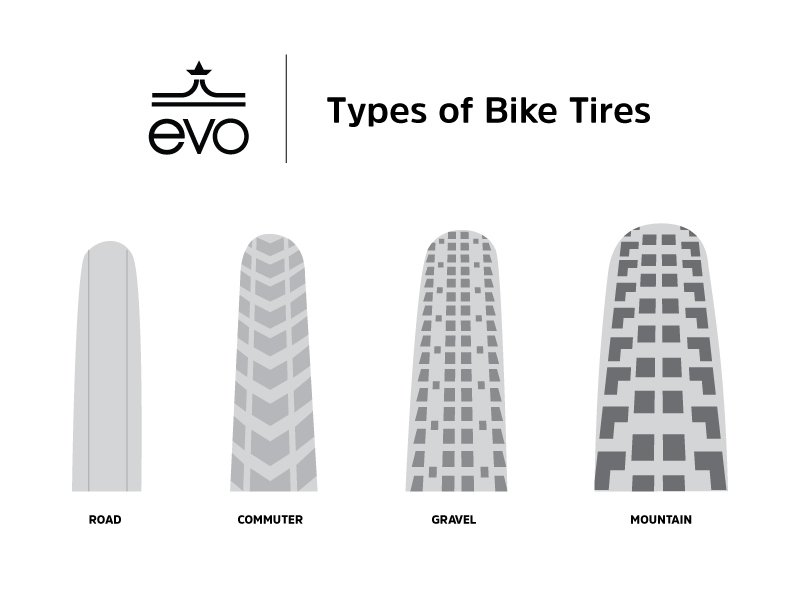 evo
Types of Bike Tires
ROAD
COMMUTER
GRAVEL
MOUNTAIN